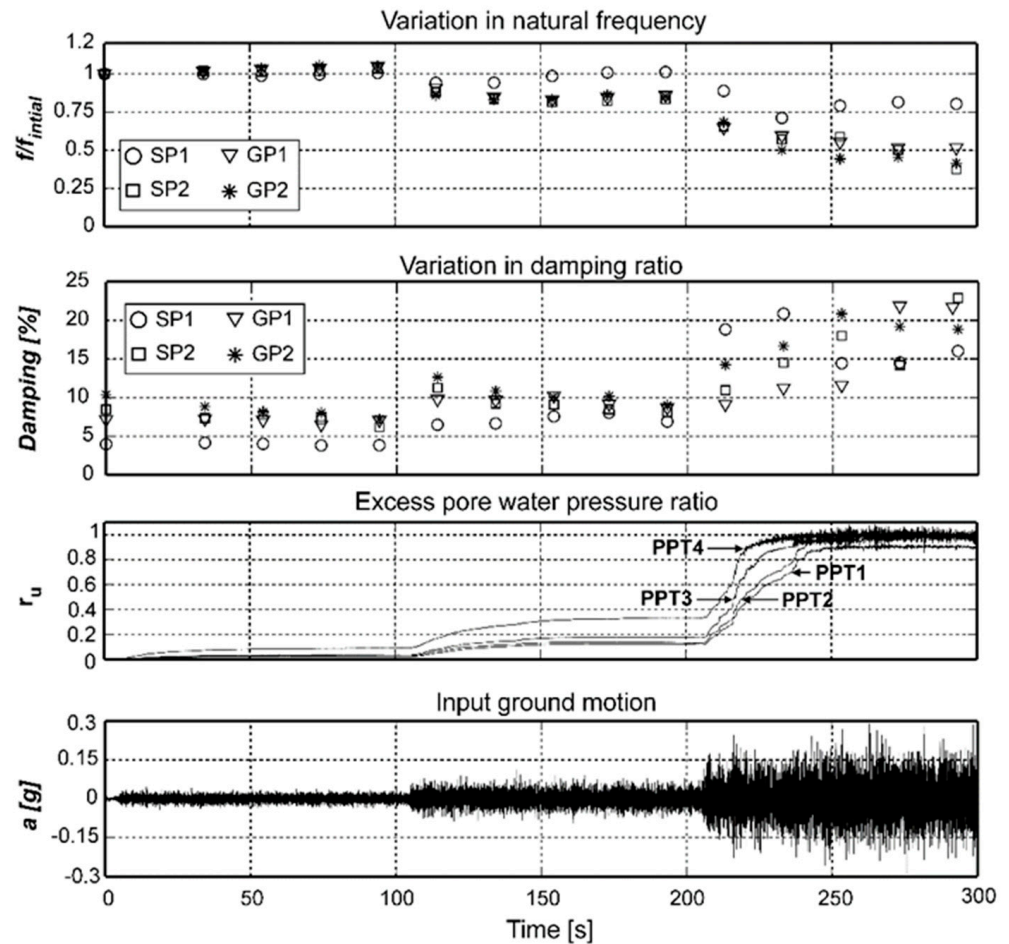 Variation in natural frequency
1.2
1
0.75
0.5
0.25
0
f/f_intial
SP1 GP1
SP2 GP2
Variation in damping ratio
25
20
15
10
5
0
Damping [%]
SP1 GP1
SP2 GP2
Excess pore water pressure ratio
1
0.8
0.6
0.4
0.2
0
r_u
PPT4
PPT1
PPT3 PPT2
Input ground motion
0.3
0.15
0
-0.15
-0.3
a [g]
0 50 100 150 200 250 300
Time [s]